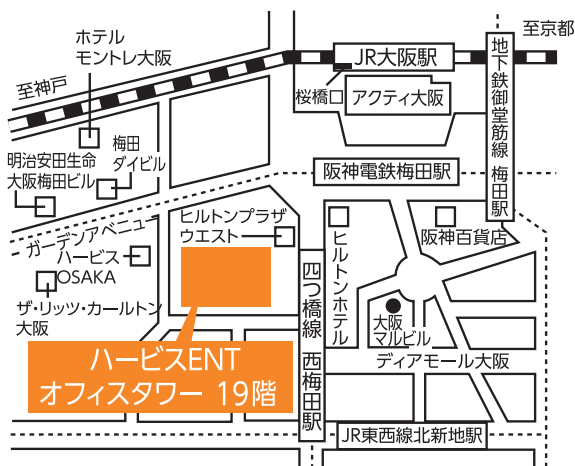 至京都
ホテル
モントレ大阪
JR大阪駅
地下鉄御堂筋線 梅田駅
至神戸
桜橋口
アクティ大阪
梅田
ダイビル
明治安田生命
大阪梅田ビル
阪神電鉄梅田駅
ヒルトンプラザ
ウエスト
ガーデンアベニュー
ハービス
OSAKA
ヒルトンホテル
阪神百貨店
四つ橋線 西梅田駅
ザ・リッツ・カールトン
大阪
大阪
マルビル
ディアモール大阪
ハービスENT
オフィスタワー 19階
JR東西線北新地駅